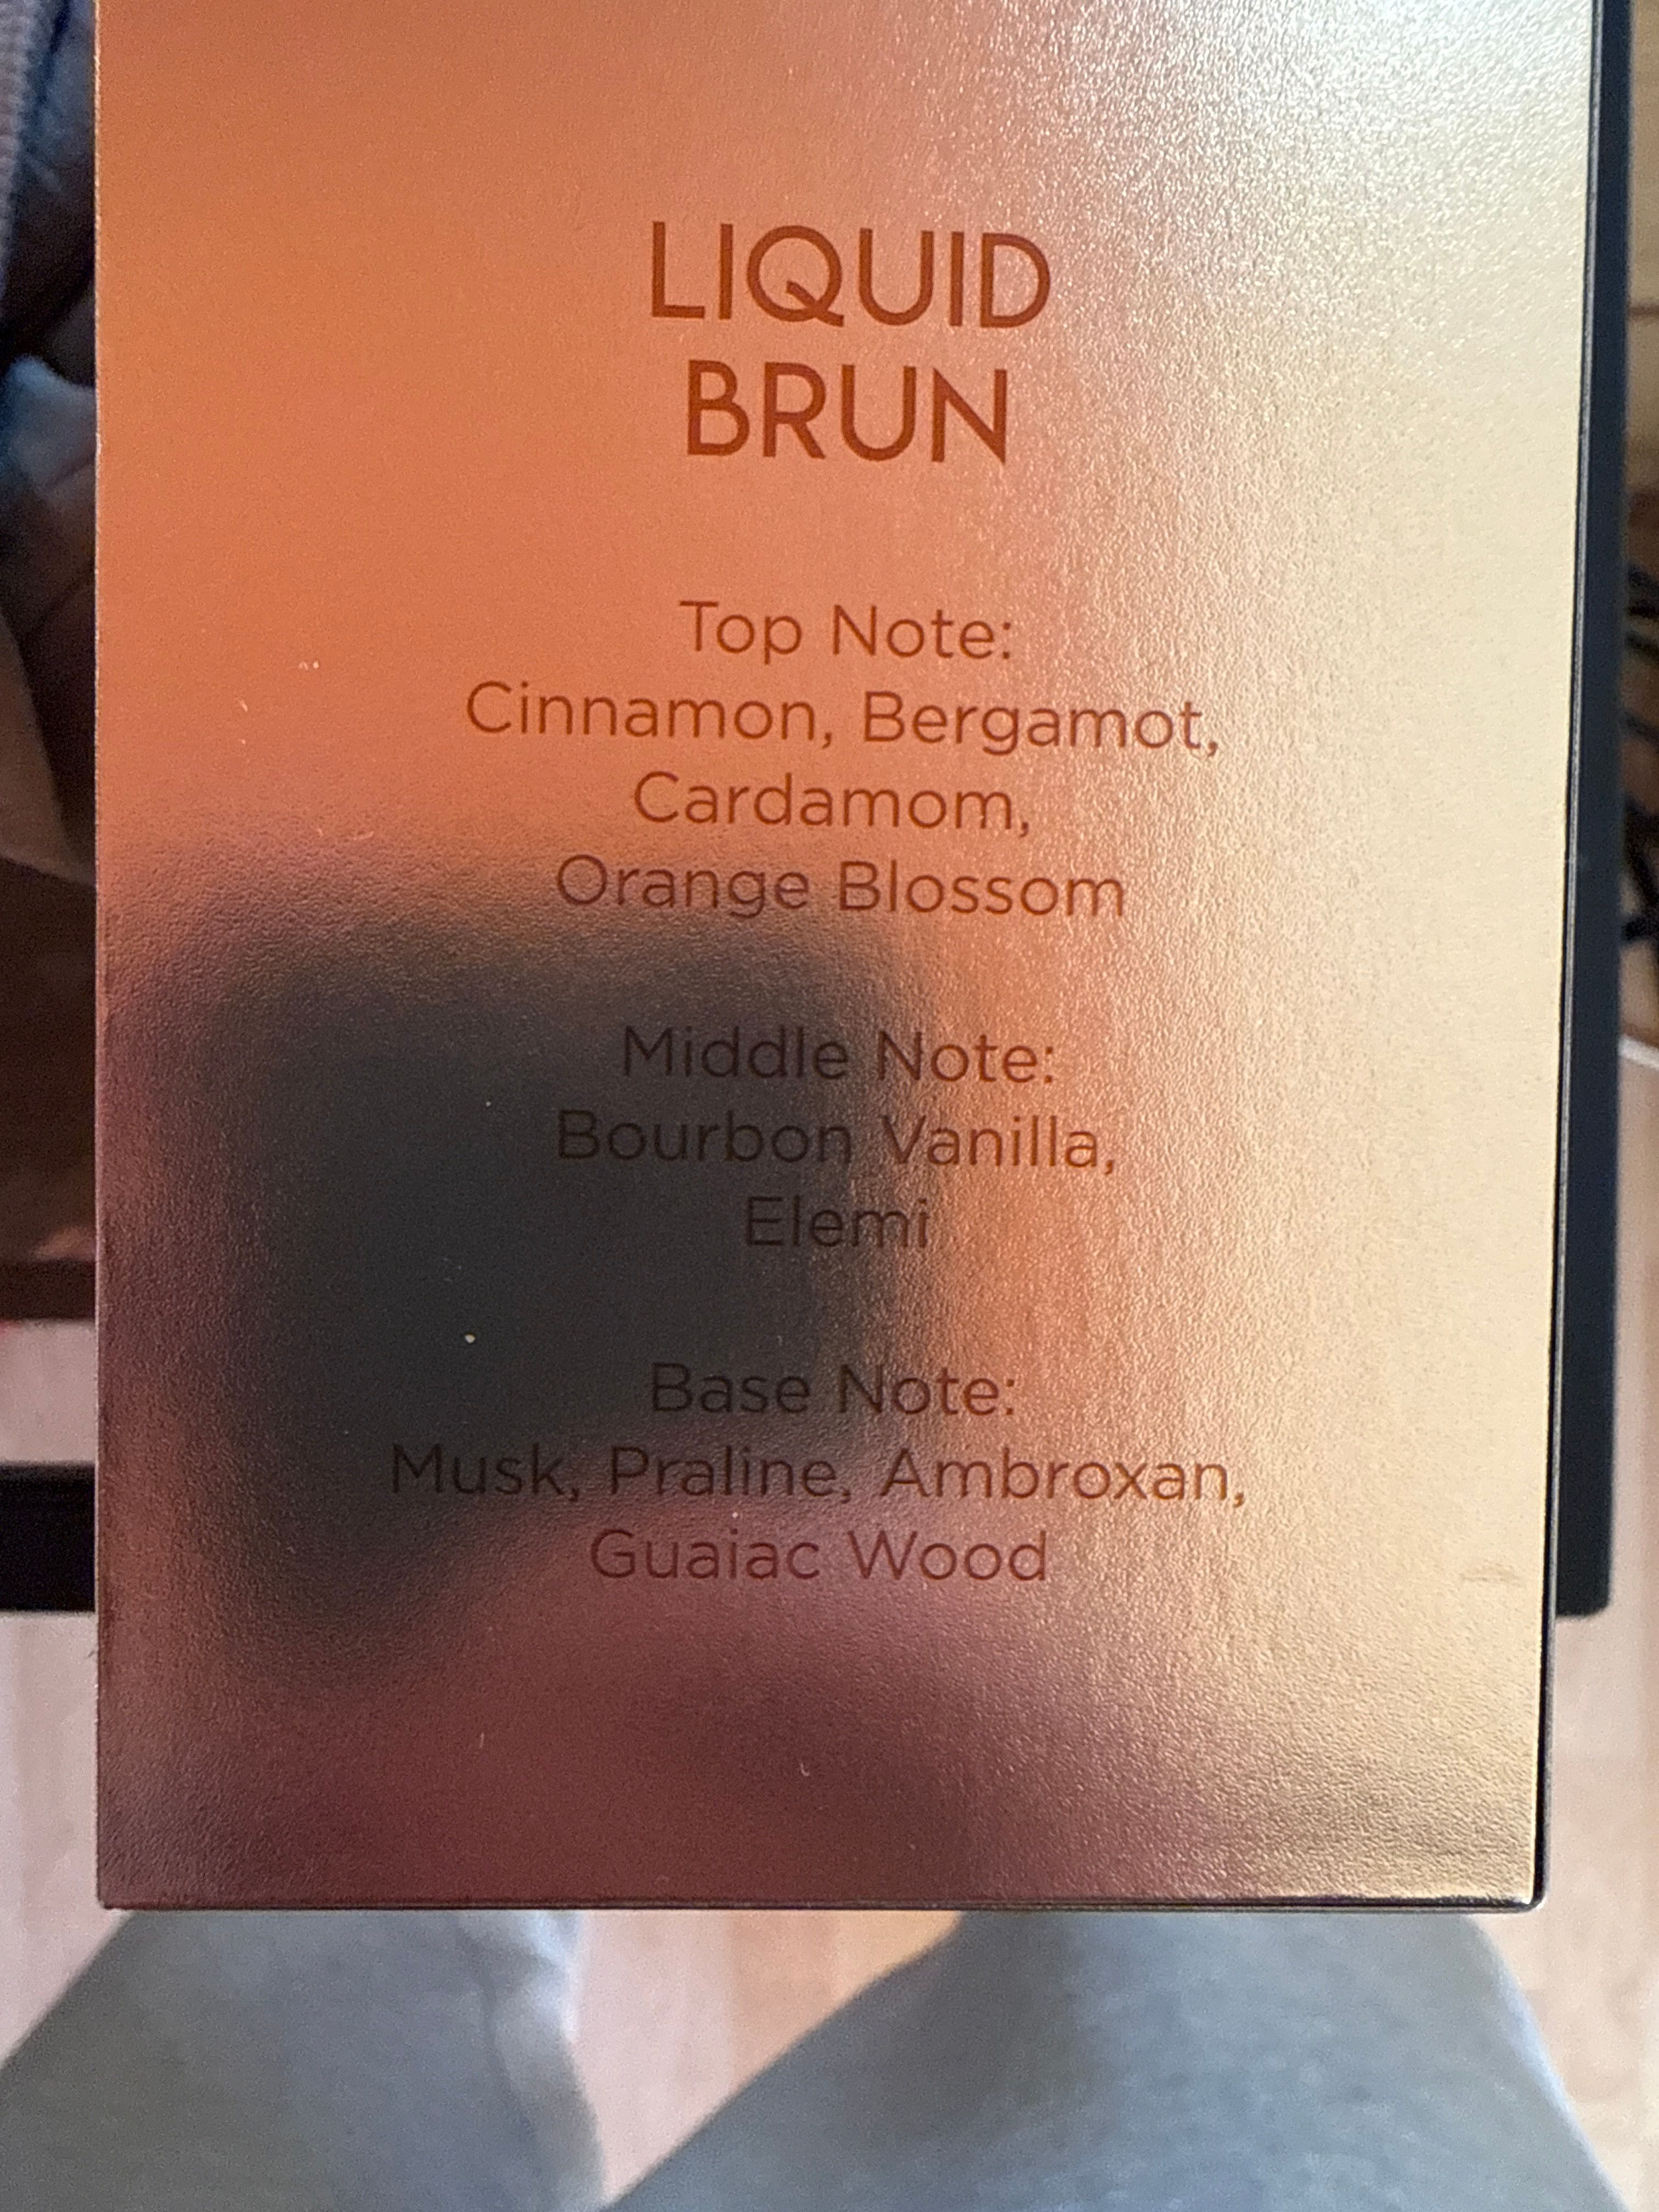 LIQUID
BRUN
Top Note:
Cinnamon, Bergamot,
Cardamom,
Orange Blossom
Middle Note:
Bourbon Vanilla,
Elemi
Base Note:
Musk, Praline, Ambroxan,
Guaiac Wood